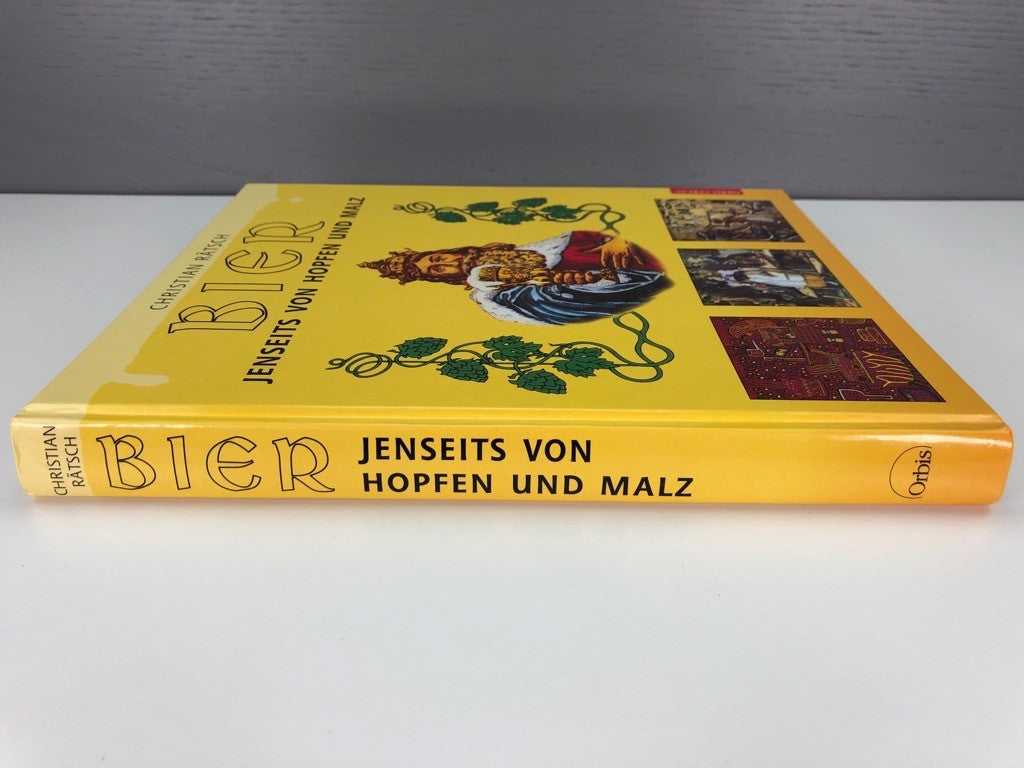 CHRISTIAN RÄTSCH
BIER
JENSEITS VON HOPFEN UND MALZ
CHRISTIAN
RÄTSCH
BIER
JENSEITS VON
HOPFEN UND MALZ
Orbis